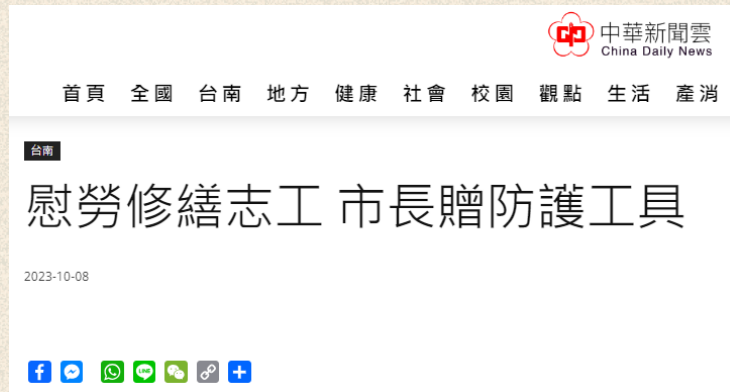 中華新聞雲
China Daily News
首頁 全國 台南 地方 健康 社會 校園 觀點 生活 產消
台南
慰勞修繕志工 市長贈防護工具
2023-10-08